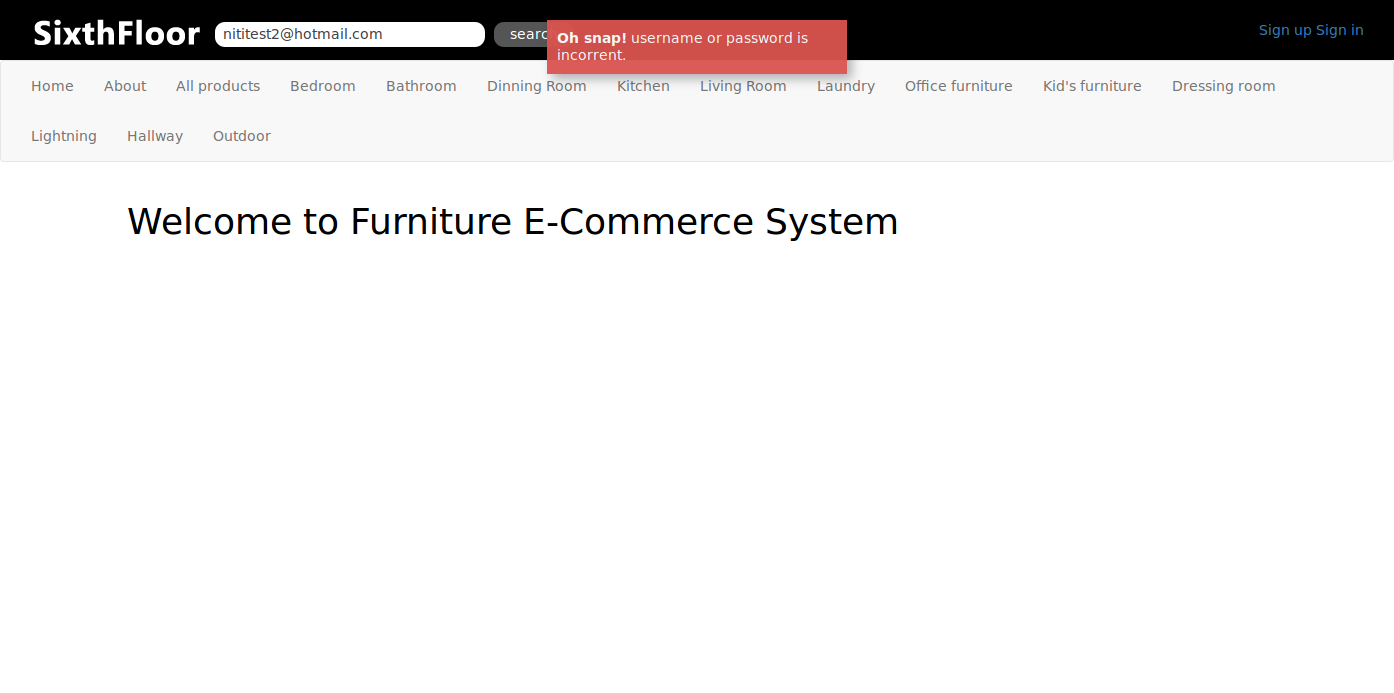 SixthFloor nititest2@hotmail.com Sign up Sign in
Oh snap! username or password is
incorrent.
Home About All products Bedroom Bathroom Dinning Room Kitchen Living Room Laundry Office furniture Kid's furniture Dressing room
Lightning Hallway Outdoor
Welcome to Furniture E-Commerce System